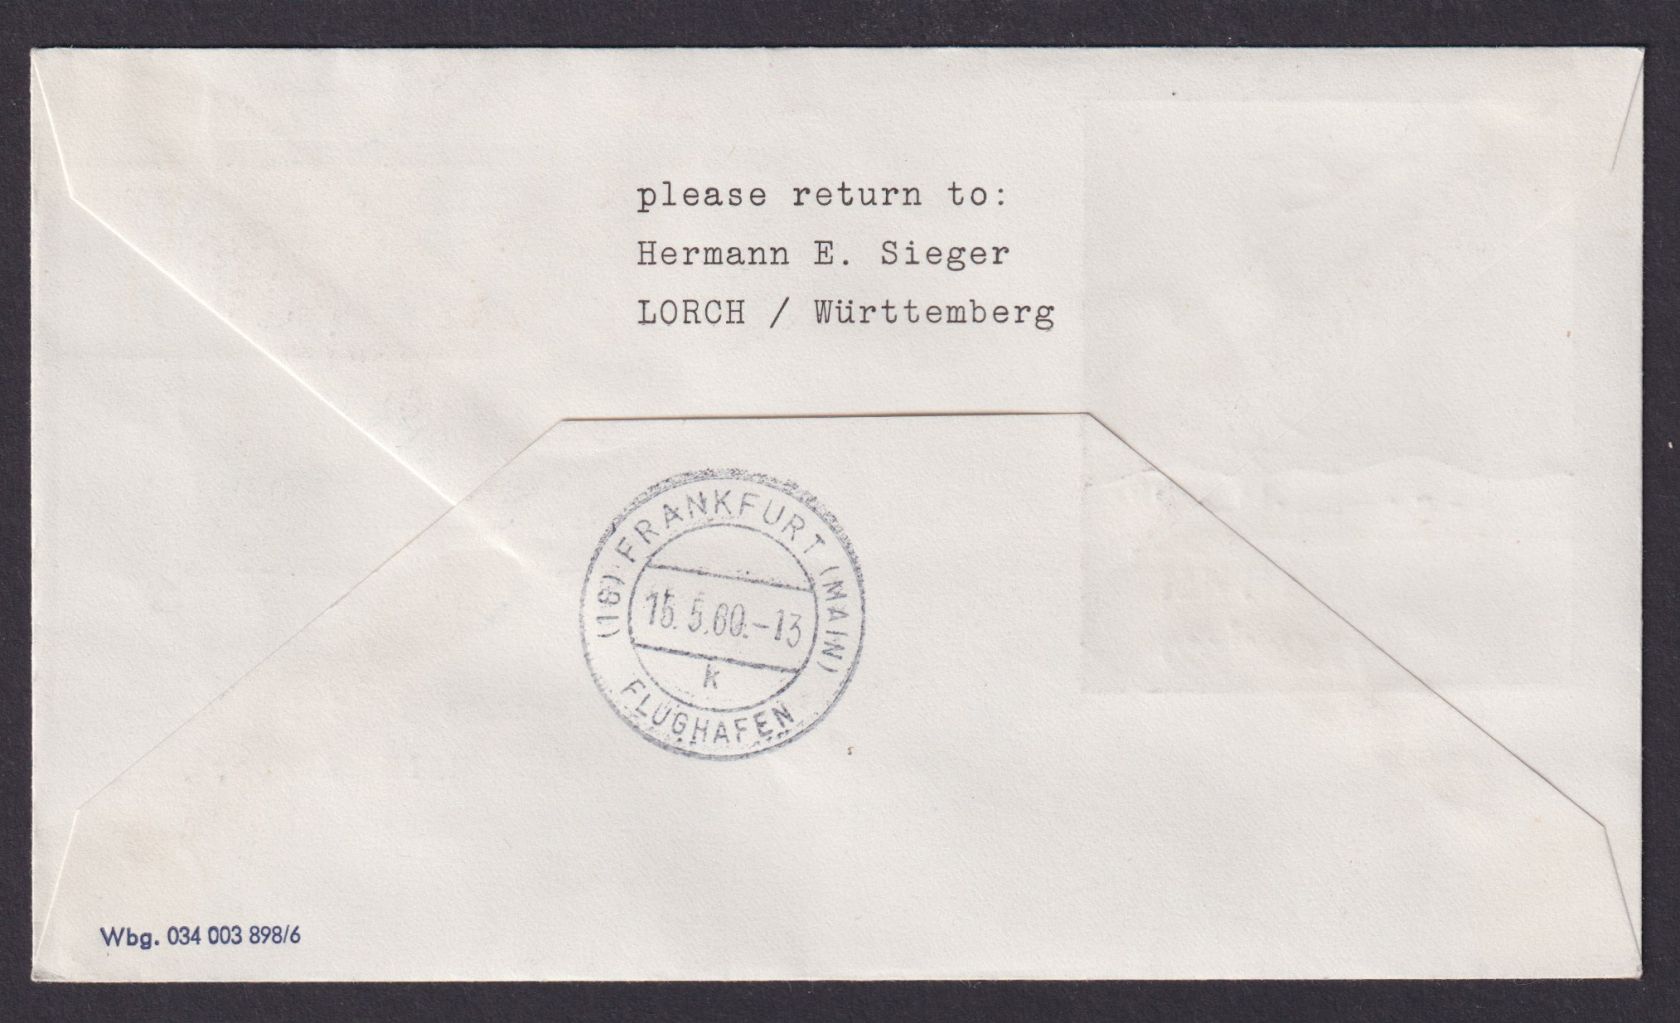 please return to:
Hermann E. Sieger
LORCH / Württemberg
(16) FRANKFURT (MAIN)
15.5.60.-13
k
FLUGHAFEN
Wbg. 034 003 898/6